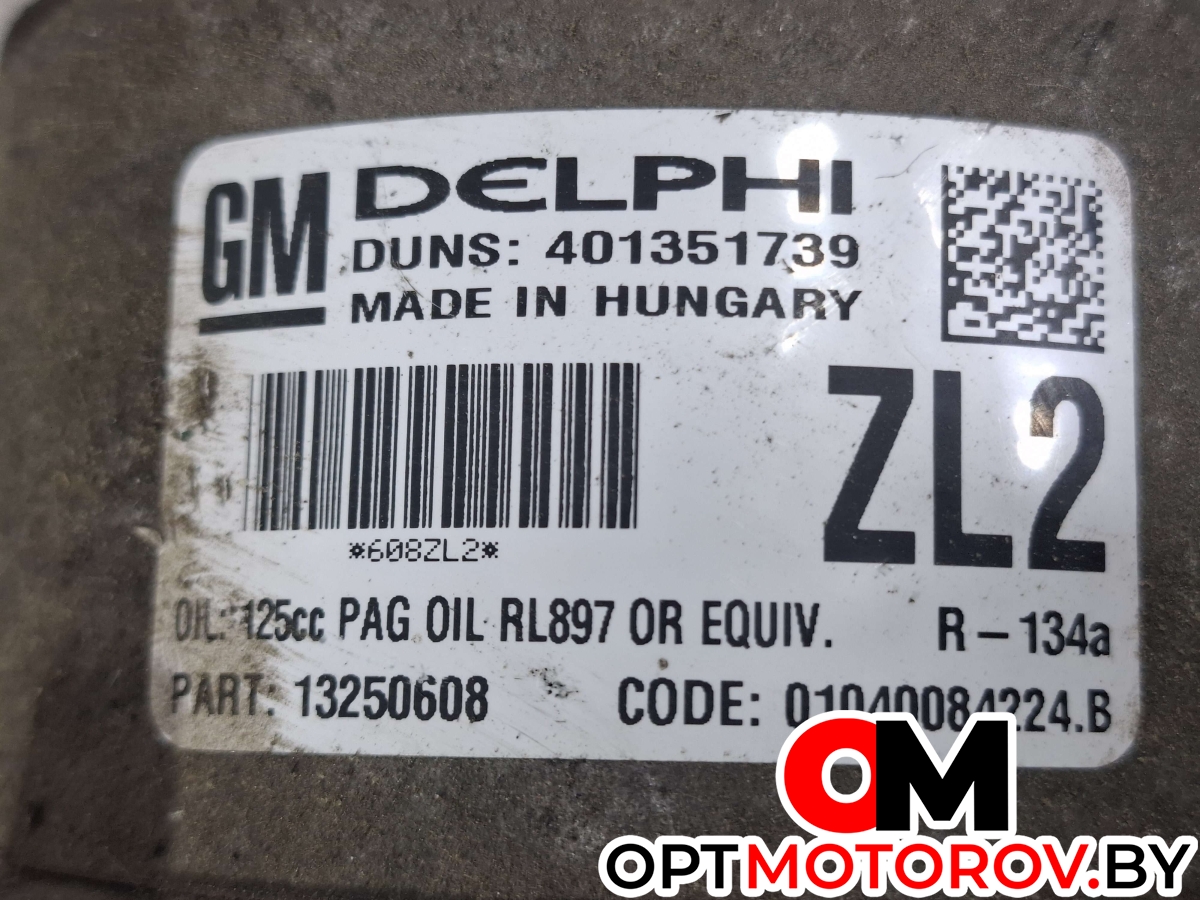 GM DELPHI
DUNS: 401351739
MADE IN HUNGARY
ZL2
*608ZL2*
OIL: 125cc PAG OIL RL897 OR EQUIV. R-134a
PART: 13250608 CODE: 01040084224.B
OM
OPTMOTOROV.BY